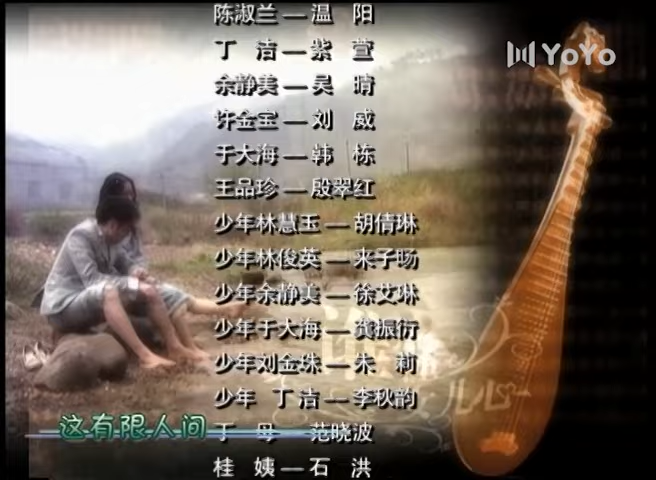 陈淑兰—温 阳
YoYo
丁 洁—紫 萱
余静美—吴 晴
许金宝—刘 威
于大海—韩 栋
王品珍—殷翠红
少年林慧玉—胡倩琳
少年林俊英—来子旸
少年余静美—徐艾琳
少年于大海—龚振衍
少年刘金珠—朱 莉
少年 丁洁—李秋韵
儿心
这有限人间
丁 母—范晓波
桂 姨—石 洪